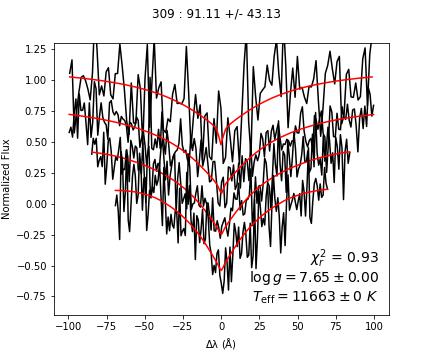 309 : 91.11 +/- 43.13
1.25
1.00
0.75
0.50
0.25
0.00
−0.25
−0.50
−0.75
Normalized Flux
χ²ᵣ = 0.93
log g = 7.65 ± 0.00
T_eff = 11663 ± 0 K
−100 −75 −50 −25 0 25 50 75 100
Δλ (Å)